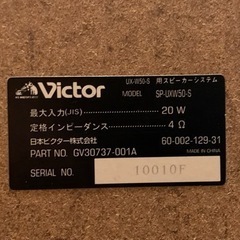 Victor UX-W50-S 用スピーカーシステム
MODEL SP-UXW50-S
最大入力(JIS) 20 W
定格インピーダンス 4 Ω
日本ビクター株式会社 60-002-129-31
PART NO. GV30737-001A MADE IN CHINA
SERIAL NO. 10010F